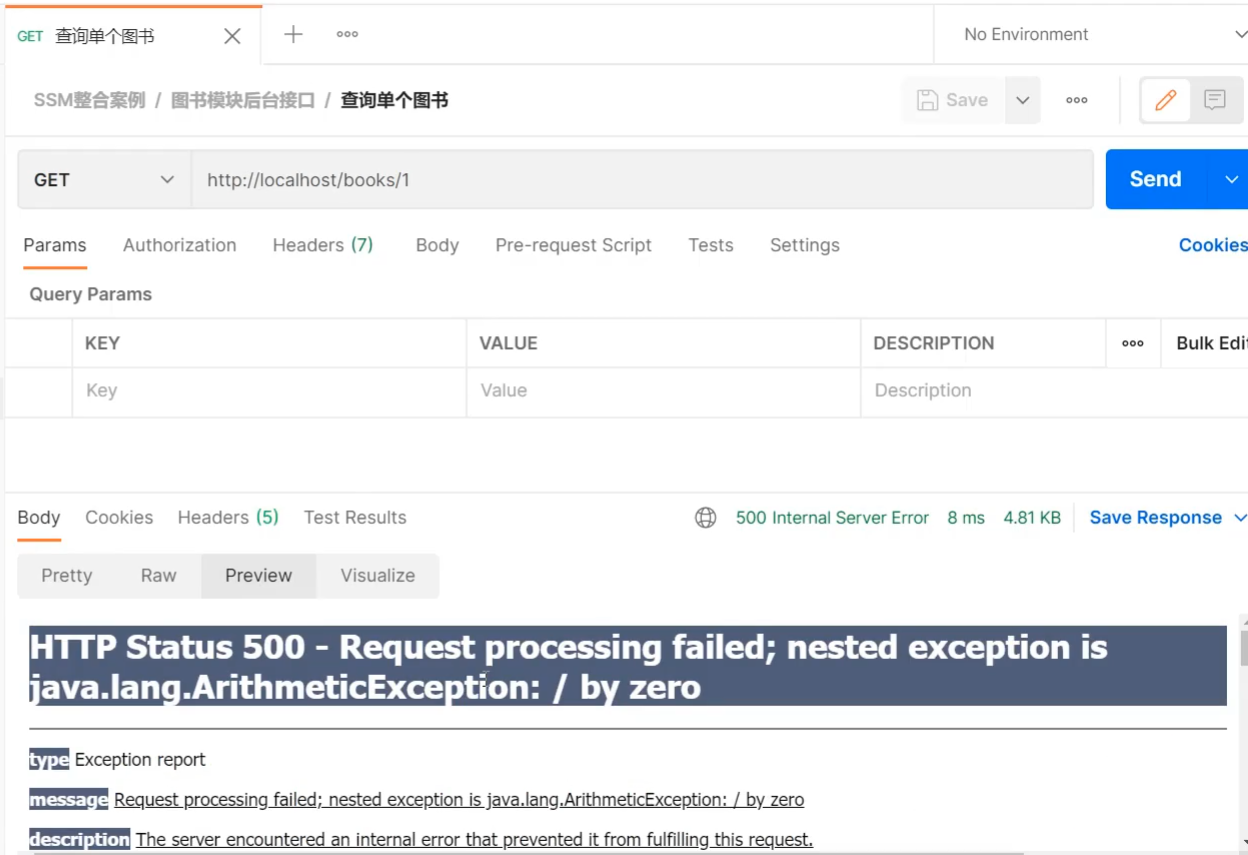 GET 查询单个图书
No Environment
SSM整合案例 / 图书模块后台接口 / 查询单个图书
Save
GET http://localhost/books/1 Send
Params Authorization Headers (7) Body Pre-request Script Tests Settings Cookies
Query Params
KEY VALUE DESCRIPTION Bulk Edit
Key Value Description
Body Cookies Headers (5) Test Results 500 Internal Server Error 8 ms 4.81 KB Save Response
Pretty Raw Preview Visualize
HTTP Status 500 - Request processing failed; nested exception is
java.lang.ArithmeticException: / by zero
type Exception report
message Request processing failed; nested exception is java.lang.ArithmeticException: / by zero
description The server encountered an internal error that prevented it from fulfilling this request.